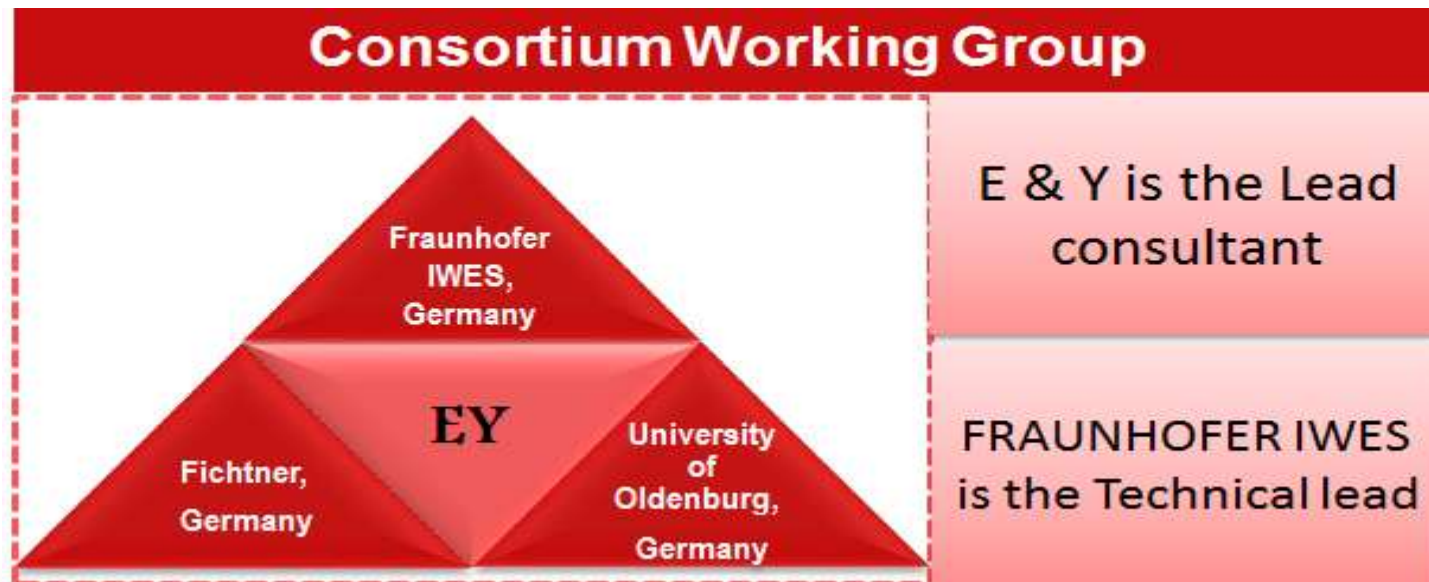 Consortium Working Group
Fraunhofer
IWES,
Germany
EY
Fichtner,
Germany
University
of
Oldenburg,
Germany
E & Y is the Lead
consultant
FRAUNHOFER IWES
is the Technical lead